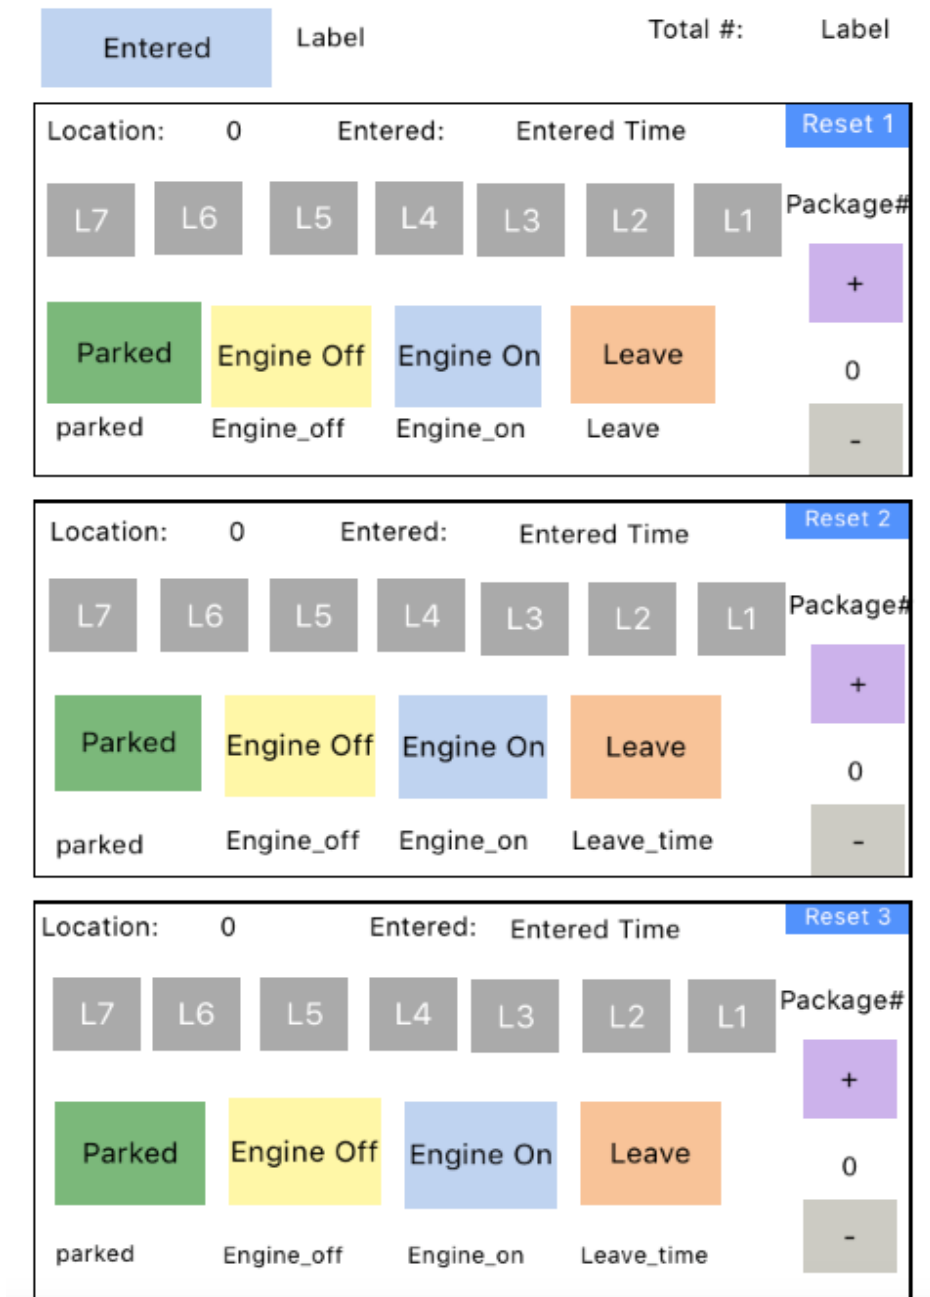 Entered Label Total #: Label
Location: 0 Entered: Entered Time Reset 1
L7 L6 L5 L4 L3 L2 L1 Package#
+
Parked Engine Off Engine On Leave 0
parked Engine_off Engine_on Leave
-
Location: 0 Entered: Entered Time Reset 2
L7 L6 L5 L4 L3 L2 L1 Package#
+
Parked Engine Off Engine On Leave 0
parked Engine_off Engine_on Leave_time -
Location: 0 Entered: Entered Time Reset 3
L7 L6 L5 L4 L3 L2 L1 Package#
+
Parked Engine Off Engine On Leave 0
parked Engine_off Engine_on Leave_time -